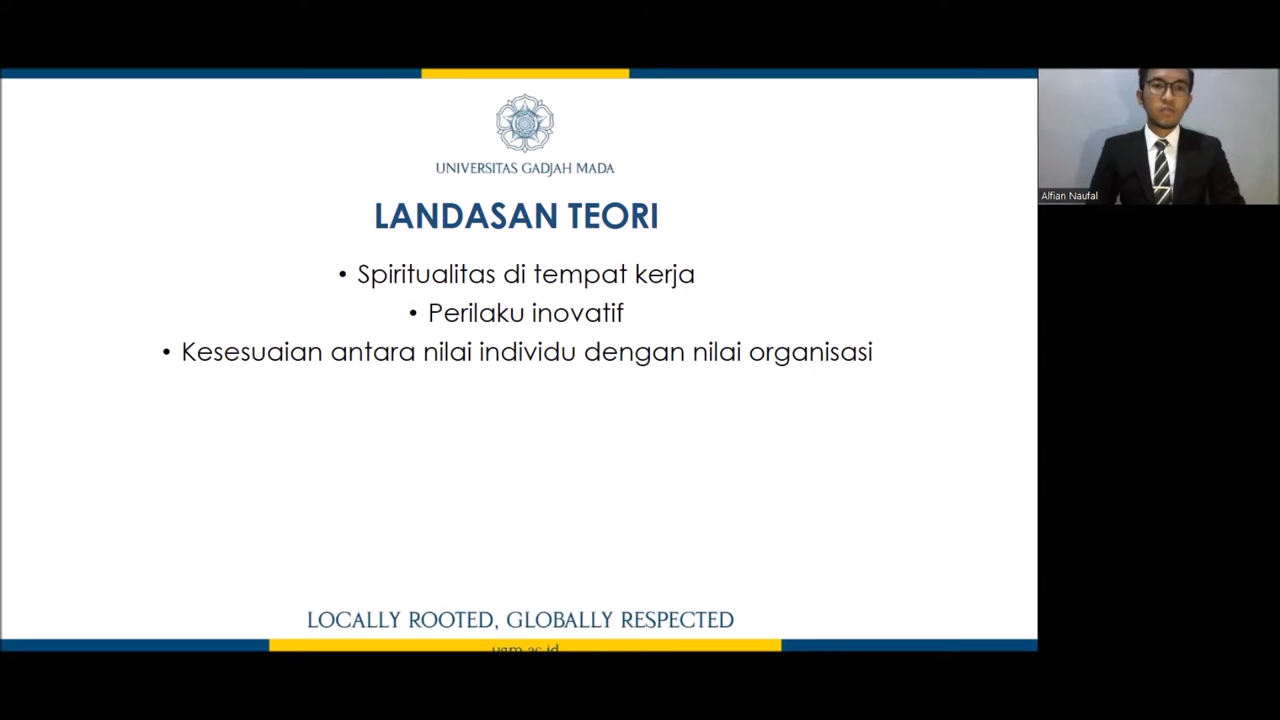 UNIVERSITAS GADJAH MADA
LANDASAN TEORI
• Spiritualitas di tempat kerja
• Perilaku inovatif
• Kesesuaian antara nilai individu dengan nilai organisasi
LOCALLY ROOTED, GLOBALLY RESPECTED
ugm.ac.id
Alfian Naufal